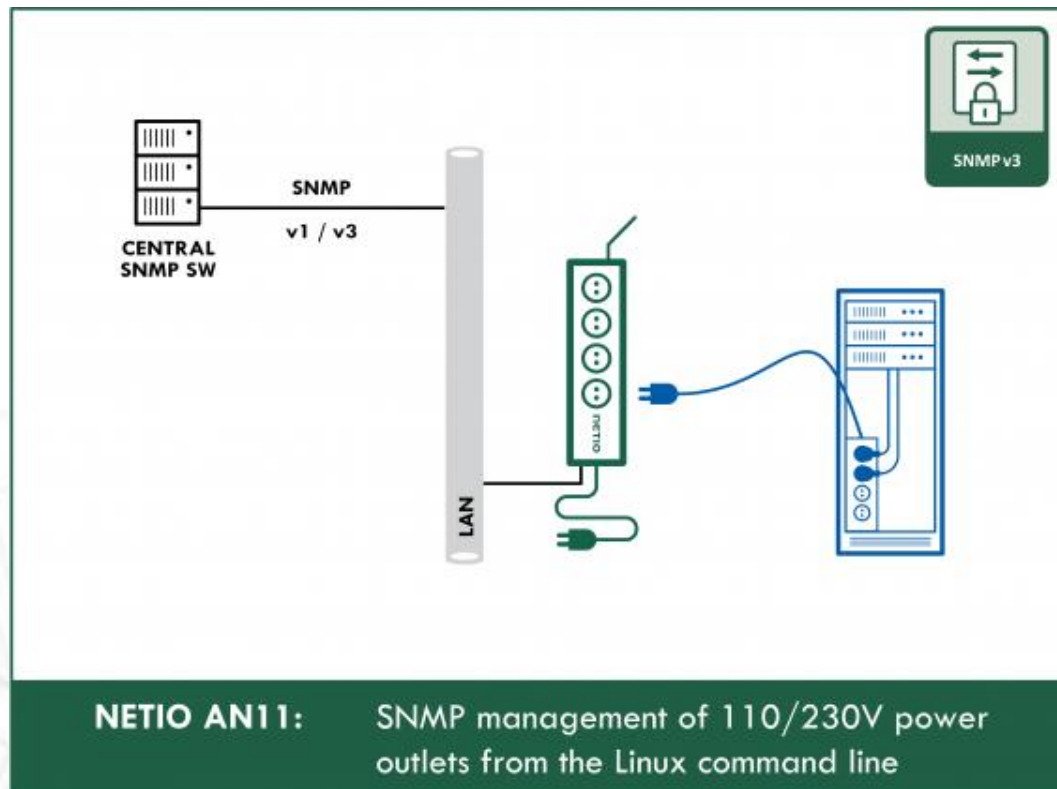 SNMP v3
SNMP
v1 / v3
CENTRAL
SNMP SW
NETIO
LAN
NETIO AN11:
SNMP management of 110/230V power
outlets from the Linux command line